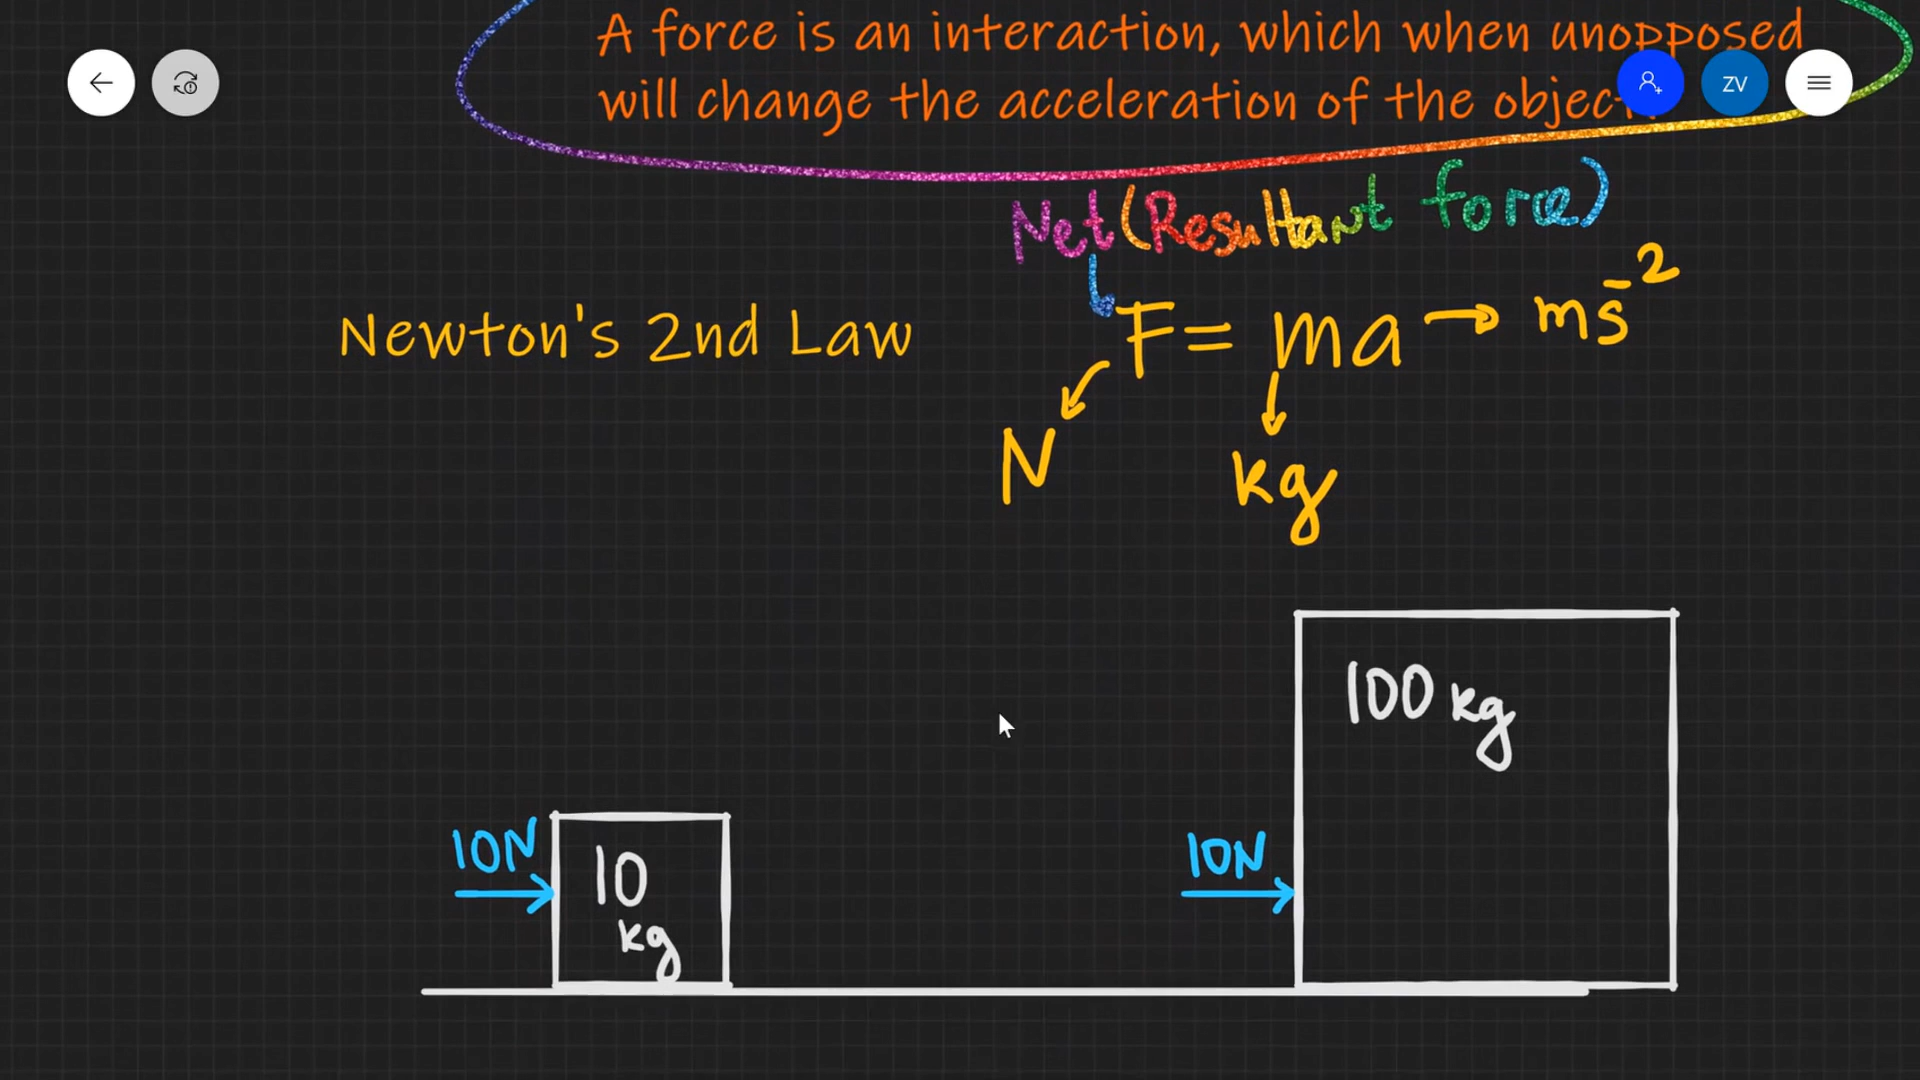 A force is an interaction, which when unopposed
will change the acceleration of the object.
ZV
Net (Resultant force)
Newton's 2nd Law
F = ma → ms⁻²
N
kg
100 kg
10N
10
kg
10N